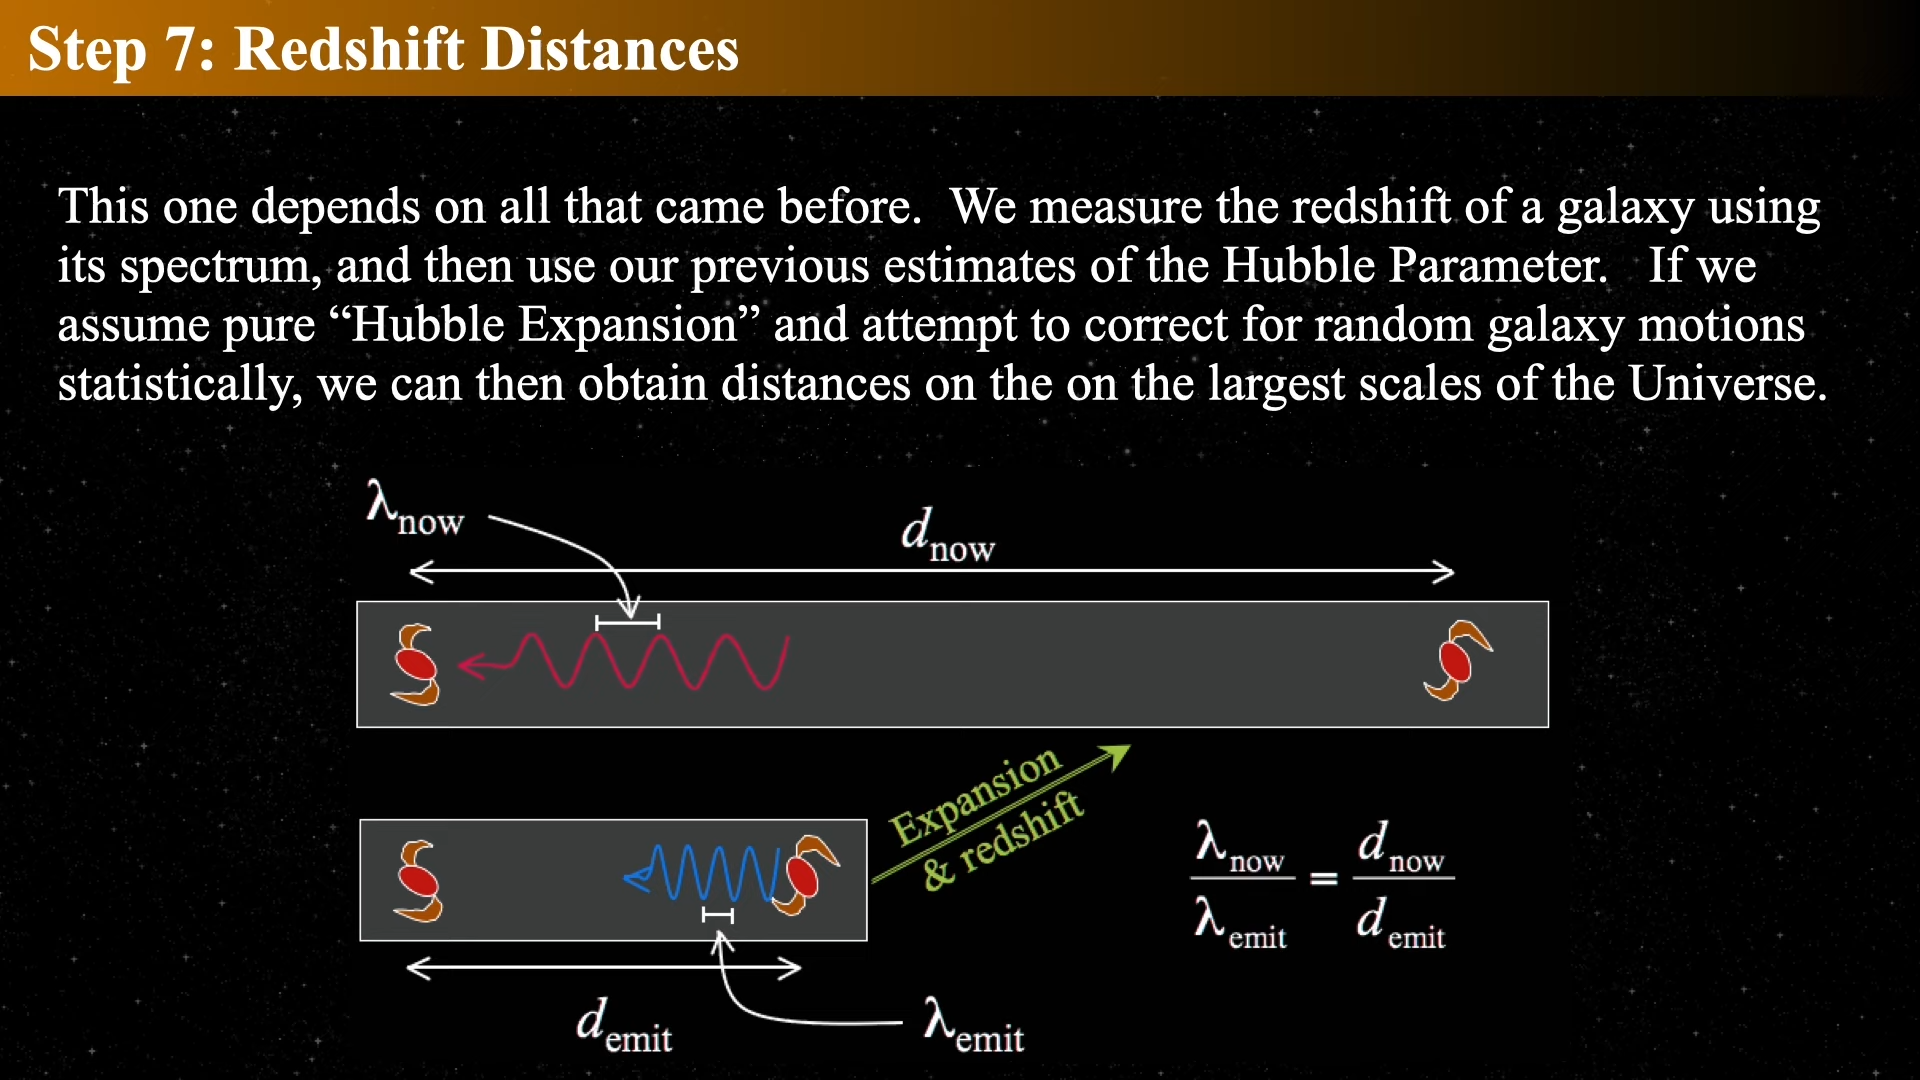 Step 7: Redshift Distances
This one depends on all that came before.  We measure the redshift of a galaxy using
its spectrum, and then use our previous estimates of the Hubble Parameter.   If we
assume pure “Hubble Expansion” and attempt to correct for random galaxy motions
statistically, we can then obtain distances on the on the largest scales of the Universe.
λnow
dnow
Expansion
& redshift
λnow / λemit = dnow / demit
demit
λemit